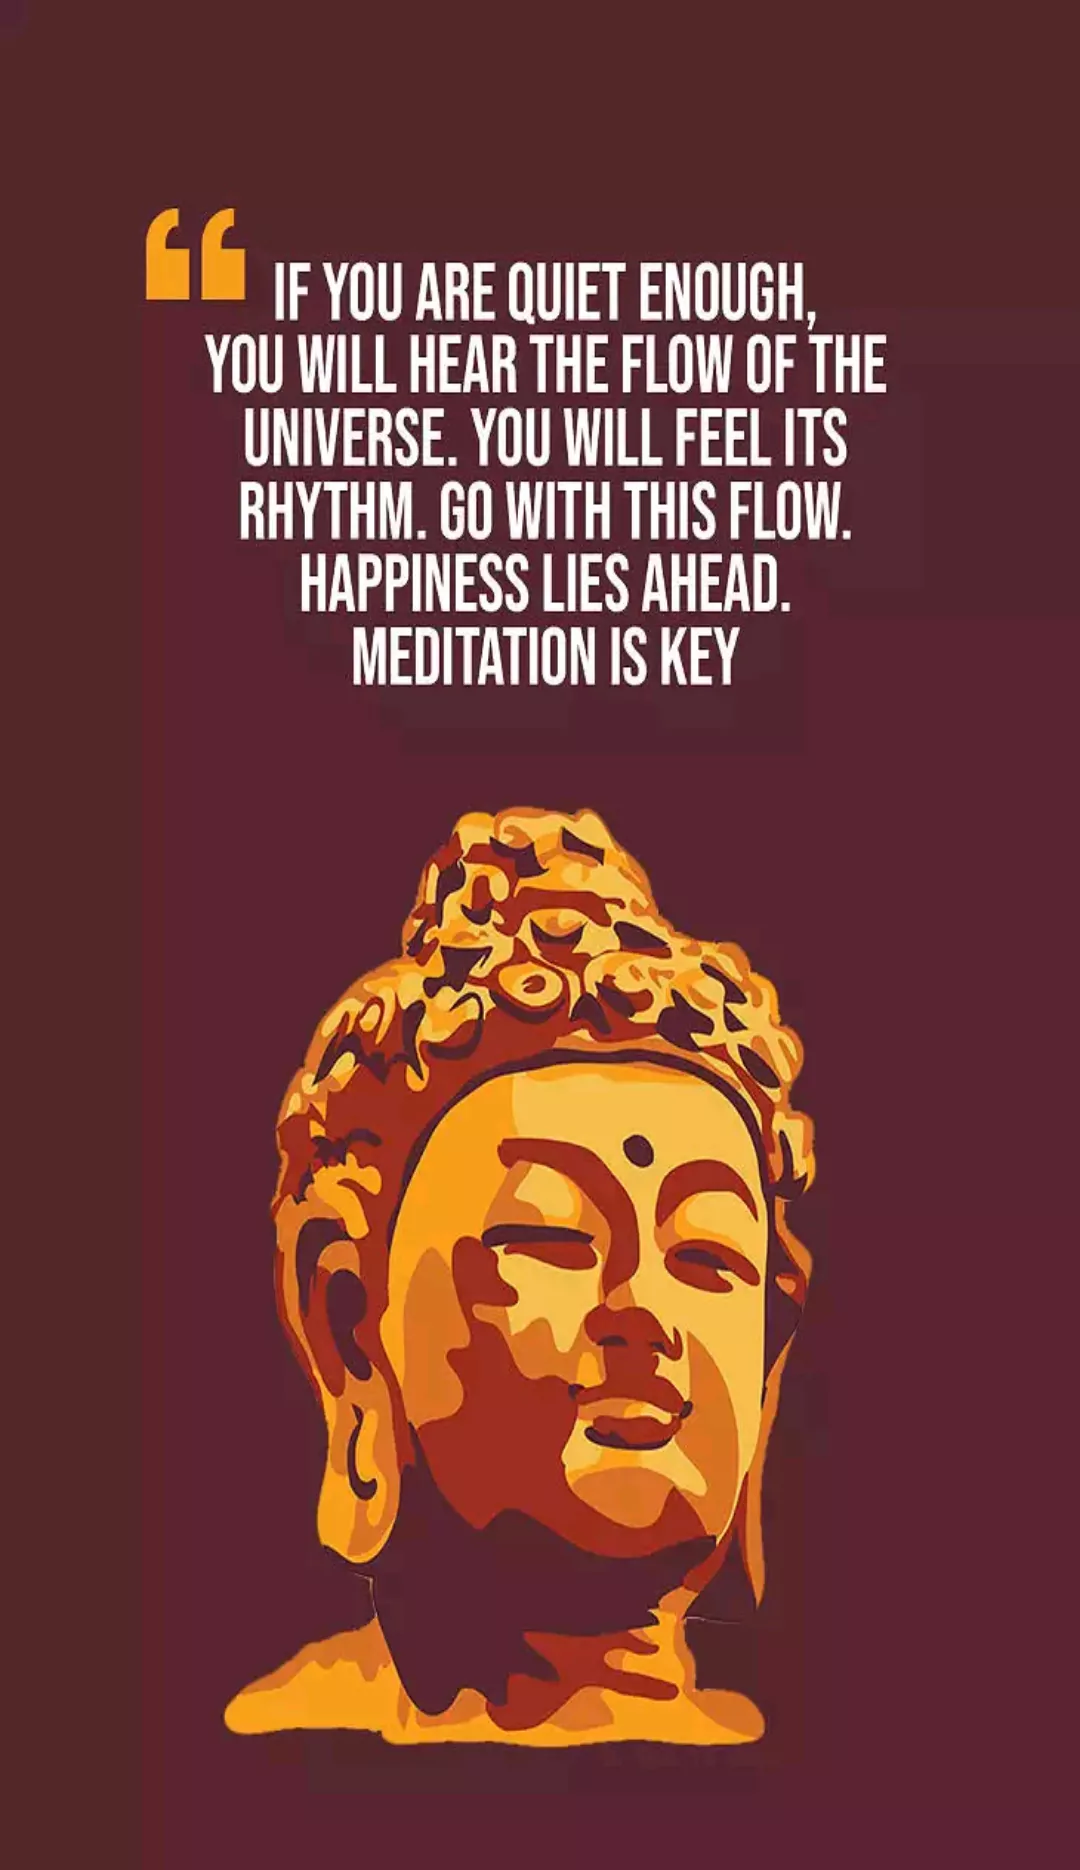 “ IF YOU ARE QUIET ENOUGH,
YOU WILL HEAR THE FLOW OF THE
UNIVERSE. YOU WILL FEEL ITS
RHYTHM. GO WITH THIS FLOW.
HAPPINESS LIES AHEAD.
MEDITATION IS KEY